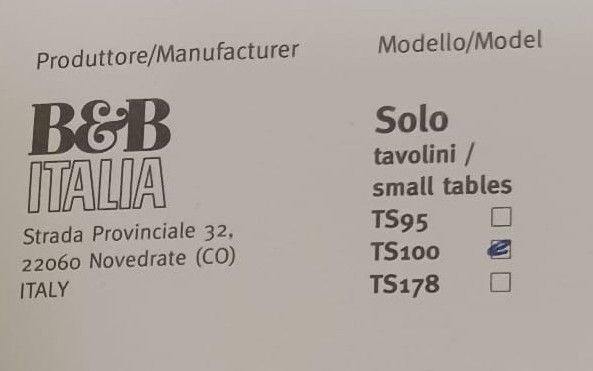 Produttore/Manufacturer
B&B
ITALIA
Strada Provinciale 32,
22060 Novedrate (CO)
ITALY
Modello/Model
Solo
tavolini /
small tables
TS95
TS100
TS178